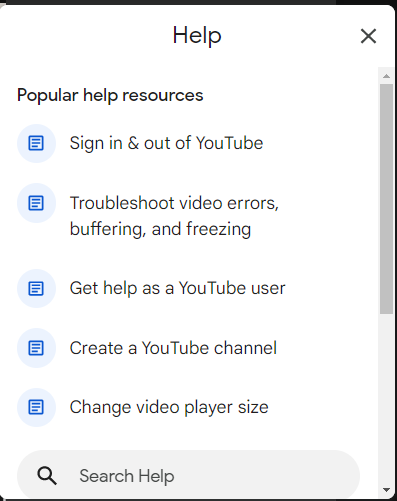 Help
Popular help resources
Sign in & out of YouTube
Troubleshoot video errors,
buffering, and freezing
Get help as a YouTube user
Create a YouTube channel
Change video player size
Search Help